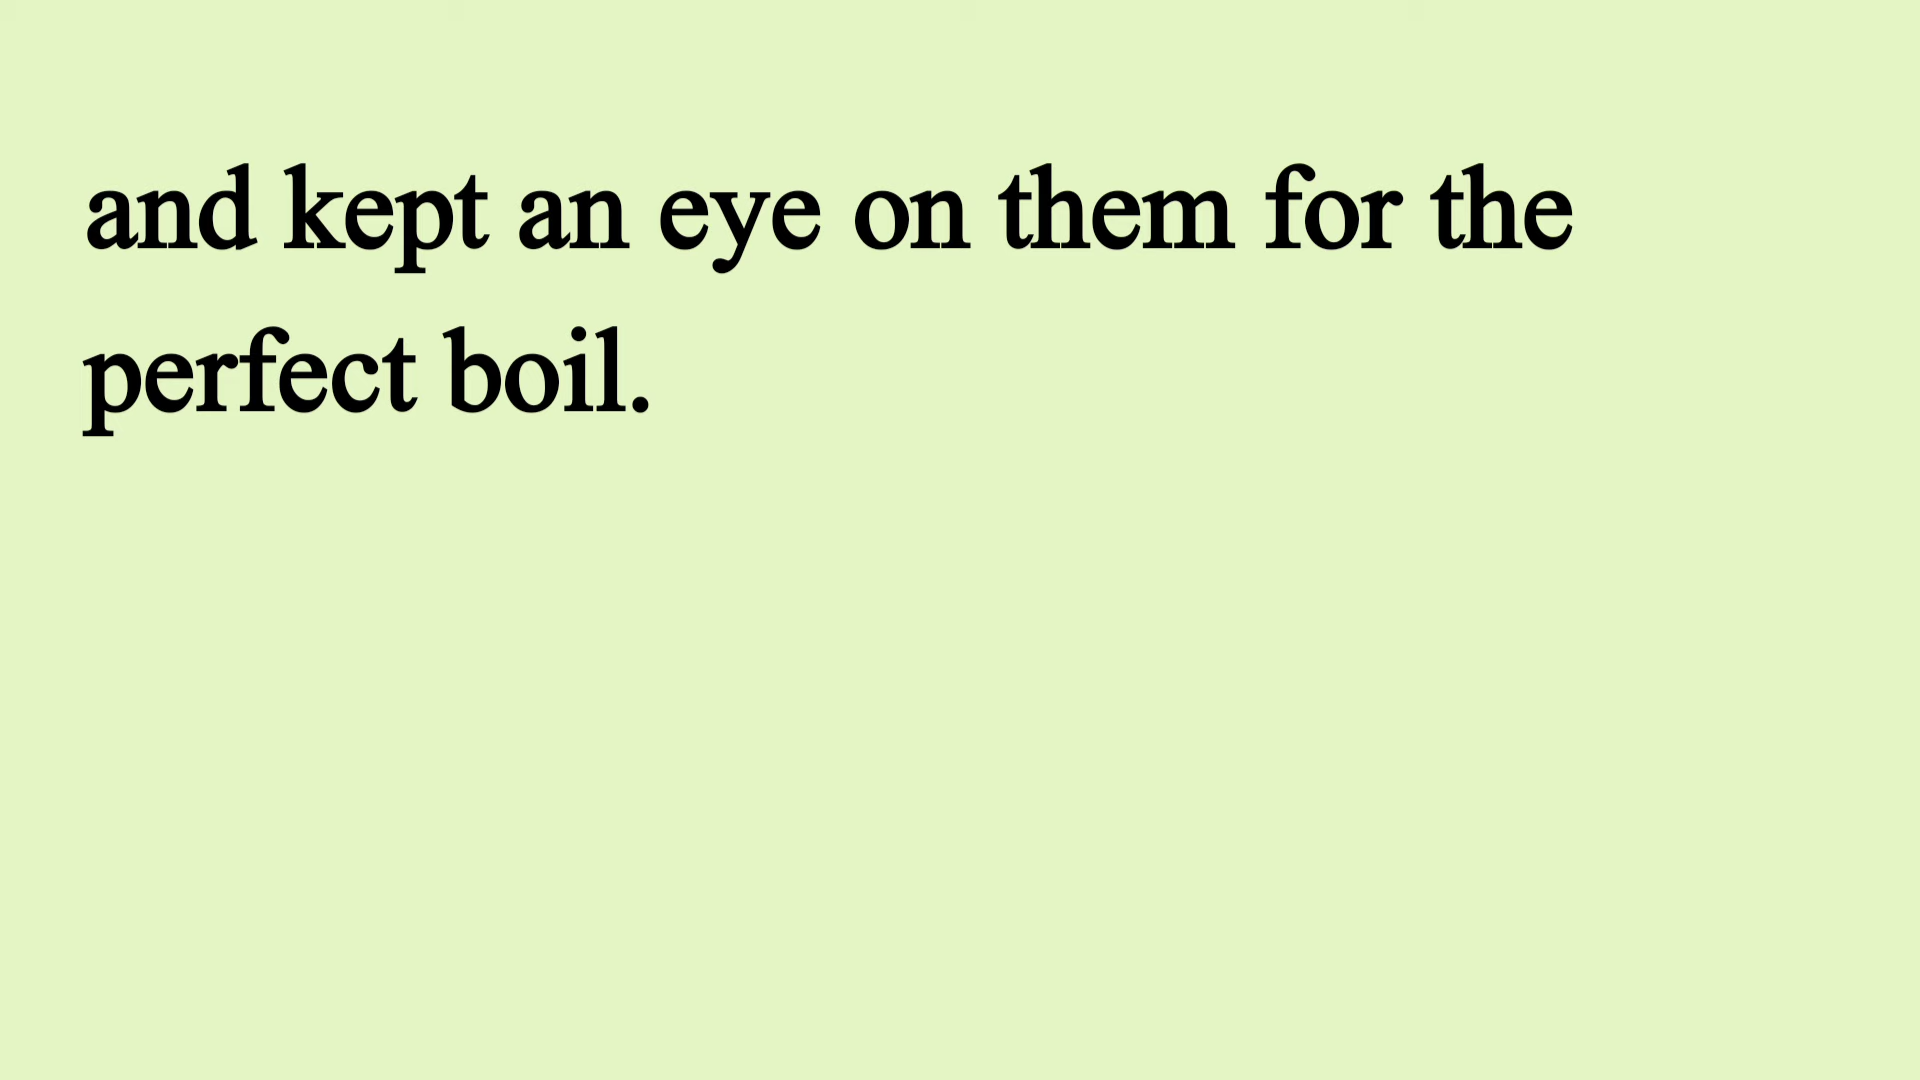 and kept an eye on them for the
perfect boil.